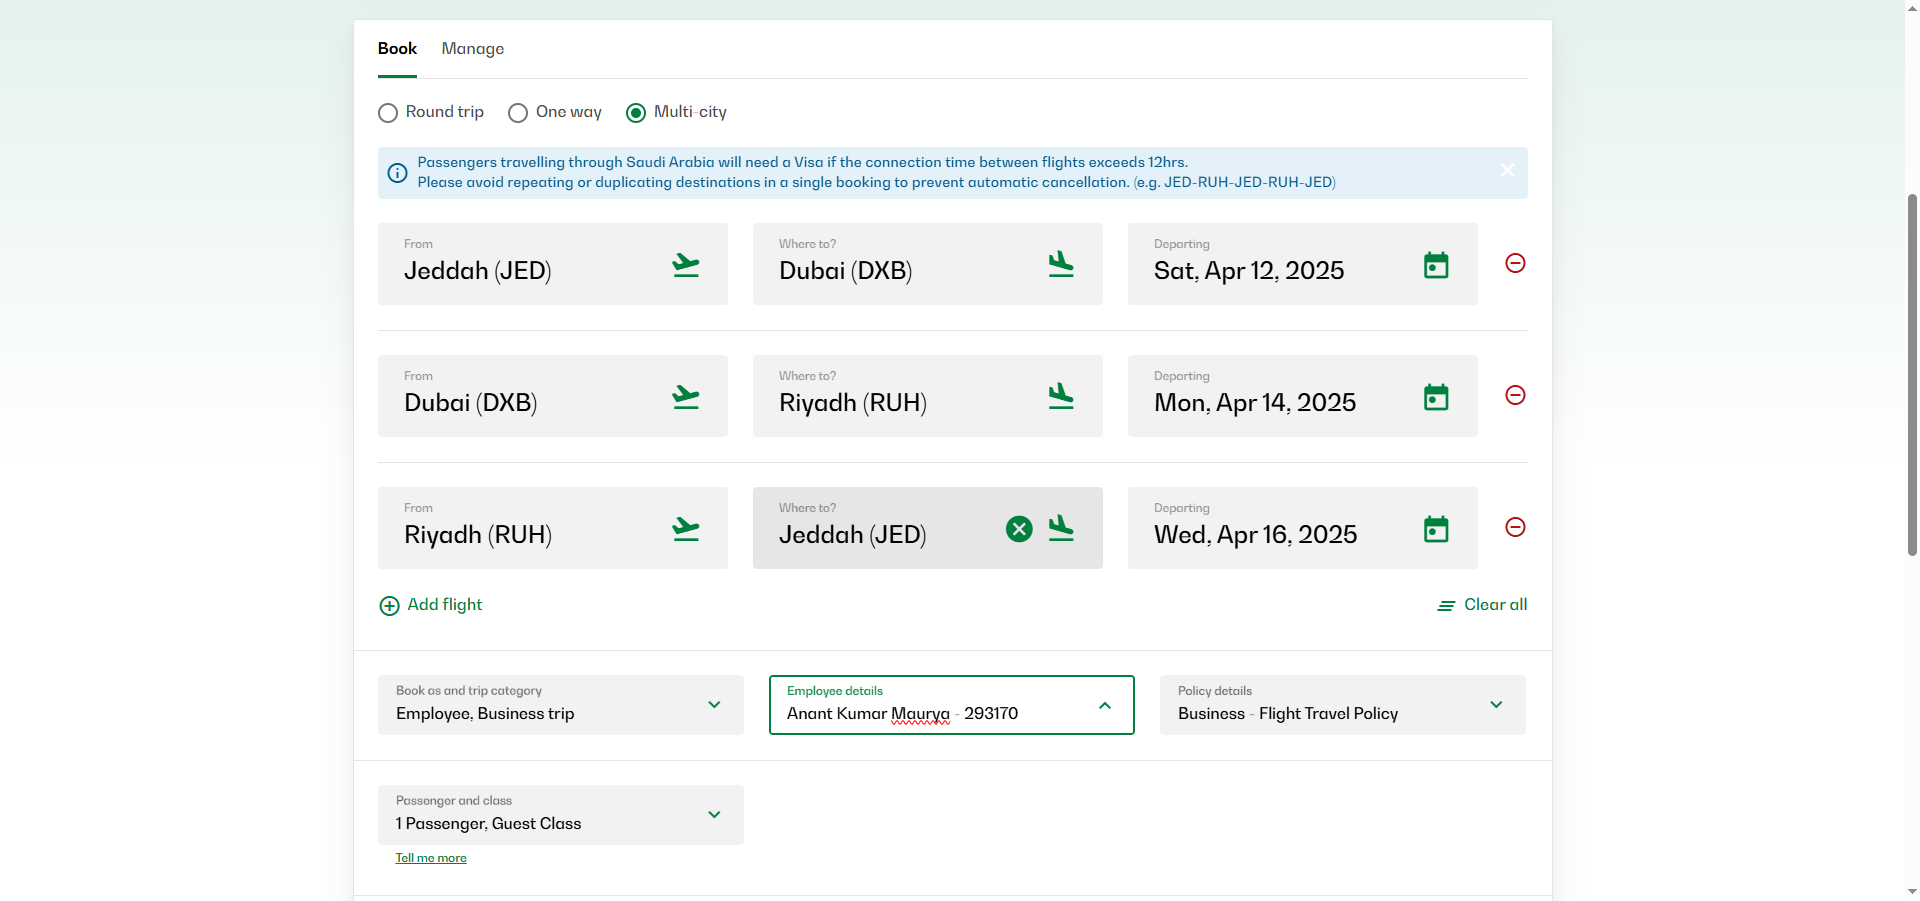 Book Manage
Round trip One way Multi-city
Passengers travelling through Saudi Arabia will need a Visa if the connection time between flights exceeds 12hrs.
Please avoid repeating or duplicating destinations in a single booking to prevent automatic cancellation. (e.g. JED-RUH-JED-RUH-JED)
From Where to? Departing
Jeddah (JED) Dubai (DXB) Sat, Apr 12, 2025
From Where to? Departing
Dubai (DXB) Riyadh (RUH) Mon, Apr 14, 2025
From Where to? Departing
Riyadh (RUH) Jeddah (JED) Wed, Apr 16, 2025
Add flight Clear all
Book as and trip category Employee details Policy details
Employee, Business trip Anant Kumar Maurya - 293170 Business - Flight Travel Policy
Passenger and class
1 Passenger, Guest Class
Tell me more